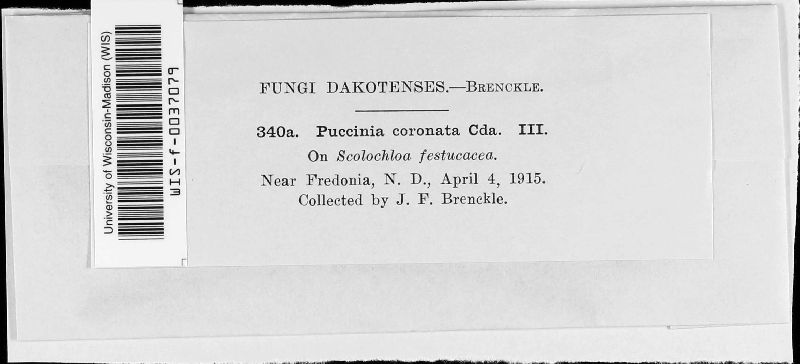 University of Wisconsin-Madison (WIS)
WIS-f-0037079
FUNGI DAKOTENSES.—BRENCKLE.
340a. Puccinia coronata Cda. III.
On Scolochloa festucacea.
Near Fredonia, N. D., April 4, 1915.
Collected by J. F. Brenckle.